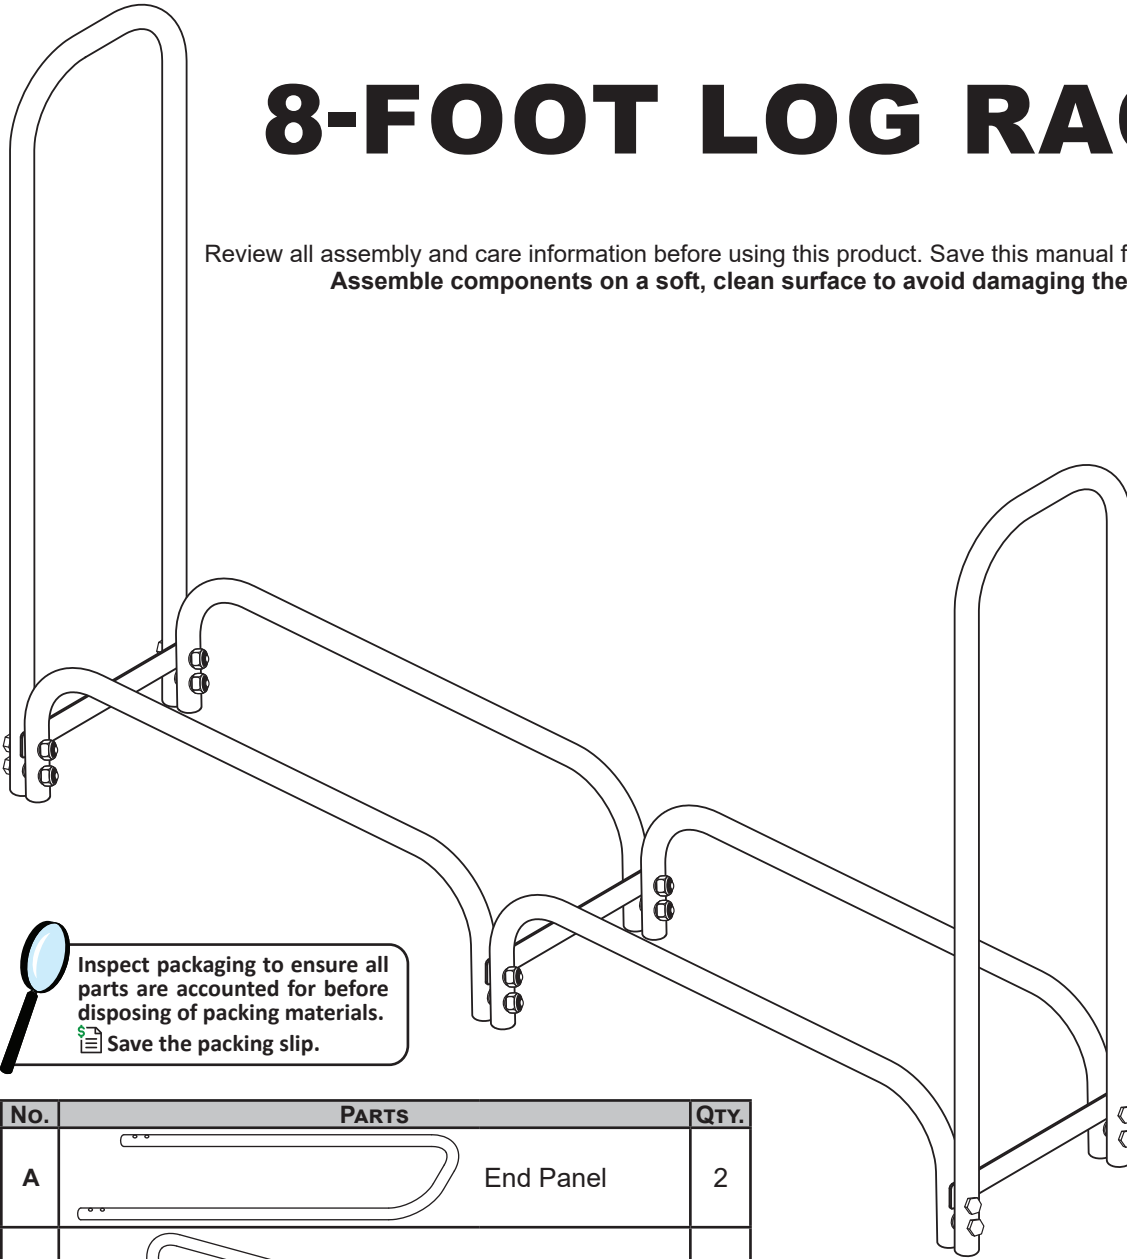 8-FOOT LOG
Review all assembly and care information before using this product. Save this manual
Assemble components on a soft, clean surface to avoid damaging the
Inspect packaging to ensure all
parts are accounted for before
disposing of packing materials.
Save the packing slip.
No. PARTS QTY.
A End Panel 2